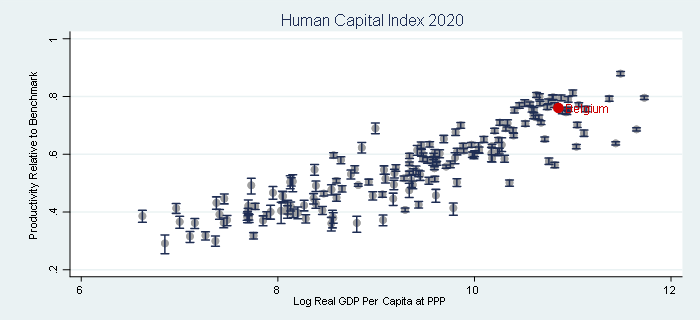 Human Capital Index 2020
Productivity Relative to Benchmark
1
.8
.6
.4
.2
Belgium
6
8
10
12
Log Real GDP Per Capita at PPP